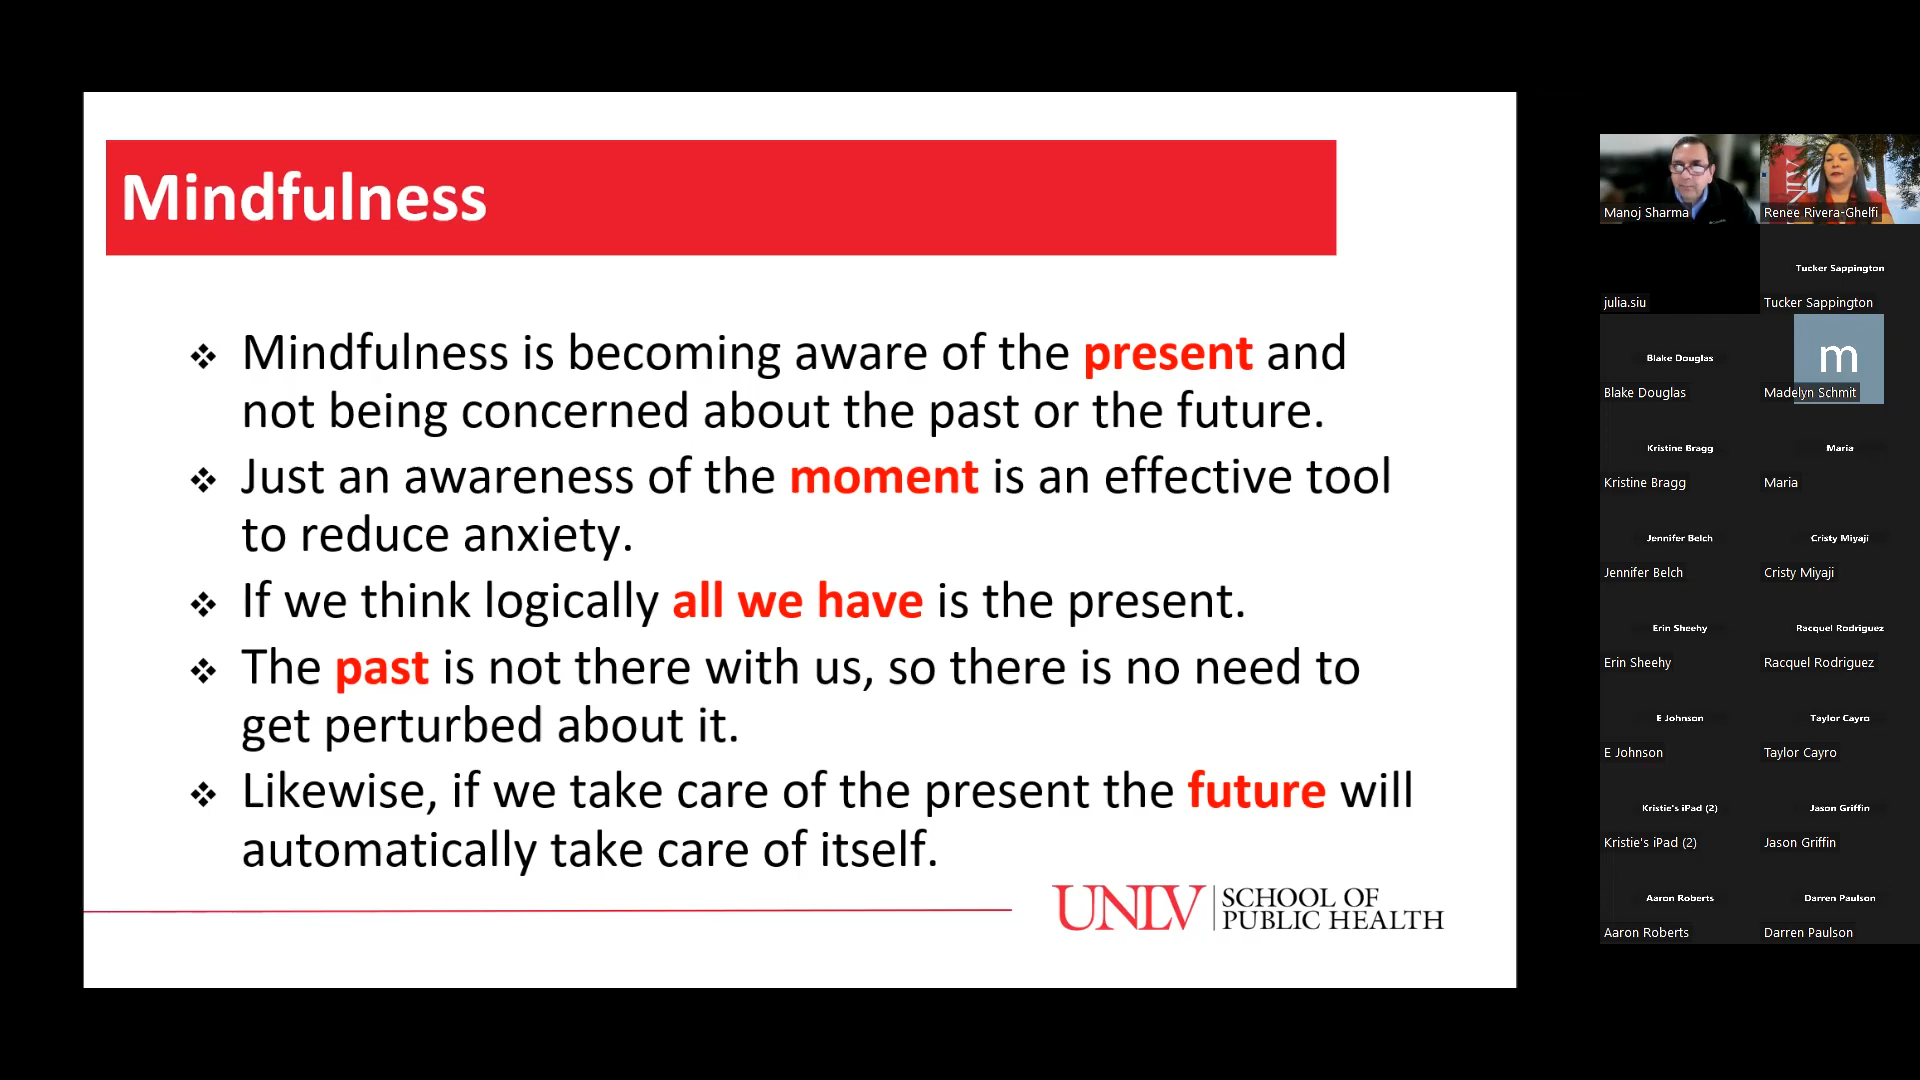 Mindfulness
❖ Mindfulness is becoming aware of the present and
not being concerned about the past or the future.
❖ Just an awareness of the moment is an effective tool
to reduce anxiety.
❖ If we think logically all we have is the present.
❖ The past is not there with us, so there is no need to
get perturbed about it.
❖ Likewise, if we take care of the present the future will
automatically take care of itself.
UNLV SCHOOL OF
PUBLIC HEALTH
UNLV
Manoj Sharma
Renee Rivera-Ghelfi
Tucker Sappington
julia.siu
Tucker Sappington
Blake Douglas
m
Blake Douglas
Madelyn Schmit
Kristine Bragg
Maria
Kristine Bragg
Maria
Jennifer Belch
Cristy Miyaji
Jennifer Belch
Cristy Miyaji
Erin Sheehy
Racquel Rodriguez
Erin Sheehy
Racquel Rodriguez
E Johnson
Taylor Cayro
E Johnson
Taylor Cayro
Kristie's iPad (2)
Jason Griffin
Kristie's iPad (2)
Jason Griffin
Aaron Roberts
Darren Paulson
Aaron Roberts
Darren Paulson